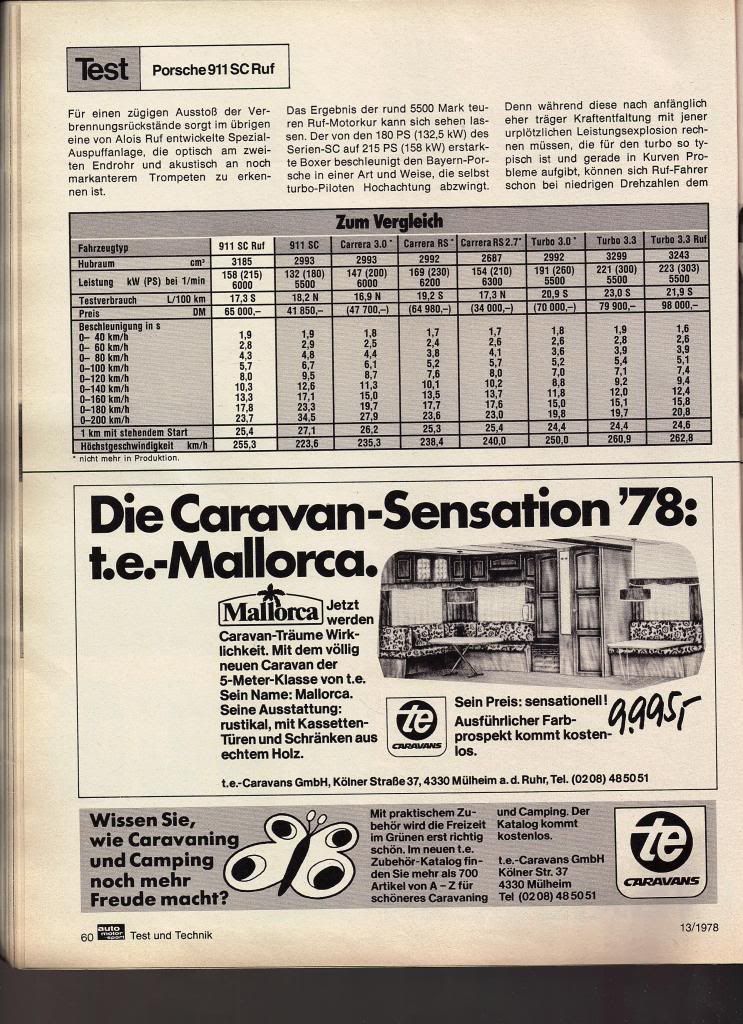 Test
Porsche 911 SC Ruf
Für einen zügigen Ausstoß der Ver-
brennungsrückstände sorgt im übrigen
eine von Alois Ruf entwickelte Spezial-
Auspuffanlage, die optisch am zwei-
ten Endrohr und akustisch an noch
markanterem Trompeten zu erken-
nen ist.
Das Ergebnis der rund 5500 Mark teu-
ren Ruf-Motorkur kann sich sehen las-
sen. Der von den 180 PS (132,5 kW) des
Serien-SC auf 215 PS (158 kW) erstark-
te Boxer beschleunigt den Bayern-Por-
sche in einer Art und Weise, die selbst
turbo-Piloten Hochachtung abzwingt.
Denn während diese nach anfänglich
eher träger Kraftentfaltung mit jener
urplötzlichen Leistungsexplosion rech-
nen müssen, die für den turbo so ty-
pisch ist und gerade in Kurven Pro-
bleme aufgibt, können sich Ruf-Fahrer
schon bei niedrigen Drehzahlen dem
Zum Vergleich
Fahrzeugtyp 911 SC Ruf 911 SC Carrera 3.0* Carrera RS* Carrera RS 2.7* Turbo 3.0* Turbo 3.3 Turbo 3.3 Ruf
Hubraum cm³ 3185 2993 2993 2992 2687 2992 3299 3243
Leistung kW (PS) bei 1/min 158 (215) 132 (180) 147 (200) 169 (230) 154 (210) 191 (260) 221 (300) 223 (303)
6000 5500 6000 6200 6300 5500 5500 5500
Testverbrauch L/100 km 17,3 S 18,2 N 16,9 N 19,2 S 17,3 N 20,9 S 23,0 S 21,9 S
Preis DM 65 000,– 41 850,– (47 700,–) (64 980,–) (34 000,–) (70 000,–) 79 900,– 98 000,–
Beschleunigung in s
0– 40 km/h 1,9 1,9 1,8 1,7 1,7 1,8 1,9 1,6
0– 60 km/h 2,8 2,9 2,5 2,4 2,6 2,6 2,8 2,6
0– 80 km/h 4,3 4,8 4,4 3,8 4,1 3,6 3,9 3,9
0–100 km/h 5,7 6,7 6,1 5,2 5,7 5,2 5,4 5,1
0–120 km/h 8,0 9,5 8,7 7,6 8,0 7,0 7,1 7,4
0–140 km/h 10,3 12,6 11,3 10,1 10,2 8,8 9,2 9,4
0–160 km/h 13,3 17,1 15,0 13,5 13,7 11,8 12,0 12,4
0–180 km/h 17,8 23,3 19,7 17,7 17,6 15,0 15,1 15,8
0–200 km/h 23,7 34,5 27,9 23,6 23,0 19,8 19,7 20,8
1 km mit stehendem Start 25,4 27,1 26,2 25,3 25,4 24,4 24,4 24,6
Höchstgeschwindigkeit km/h 255,3 223,6 235,3 238,4 240,0 250,0 260,9 262,8
* nicht mehr in Produktion.
Die Caravan-Sensation '78:
t.e.-Mallorca.
Mallorca
Jetzt
werden
Caravan-Träume Wirk-
lichkeit. Mit dem völlig
neuen Caravan der
5-Meter-Klasse von t.e.
Sein Name: Mallorca.
Seine Ausstattung:
rustikal, mit Kassetten-
Türen und Schränken aus
echtem Holz.
te
CARAVANS
Sein Preis: sensationell!
9.995,-
Ausführlicher Farb-
prospekt kommt kosten-
los.
t.e.-Caravans GmbH, Kölner Straße 37, 4330 Mülheim a. d. Ruhr, Tel. (02 08) 48 50 51
Wissen Sie,
wie Caravaning
und Camping
noch mehr
Freude macht?
Mit praktischem Zu-
behör wird die Freizeit
im Grünen erst richtig
schön. Im neuen t.e.
Zubehör-Katalog fin-
den Sie mehr als 700
Artikel von A – Z für
schöneres Caravaning
und Camping. Der
Katalog kommt
kostenlos.
t.e.-Caravans GmbH
Kölner Str. 37
4330 Mülheim
Tel (02 08) 48 50 51
te
CARAVANS
60 auto motor sport Test und Technik
13/1978